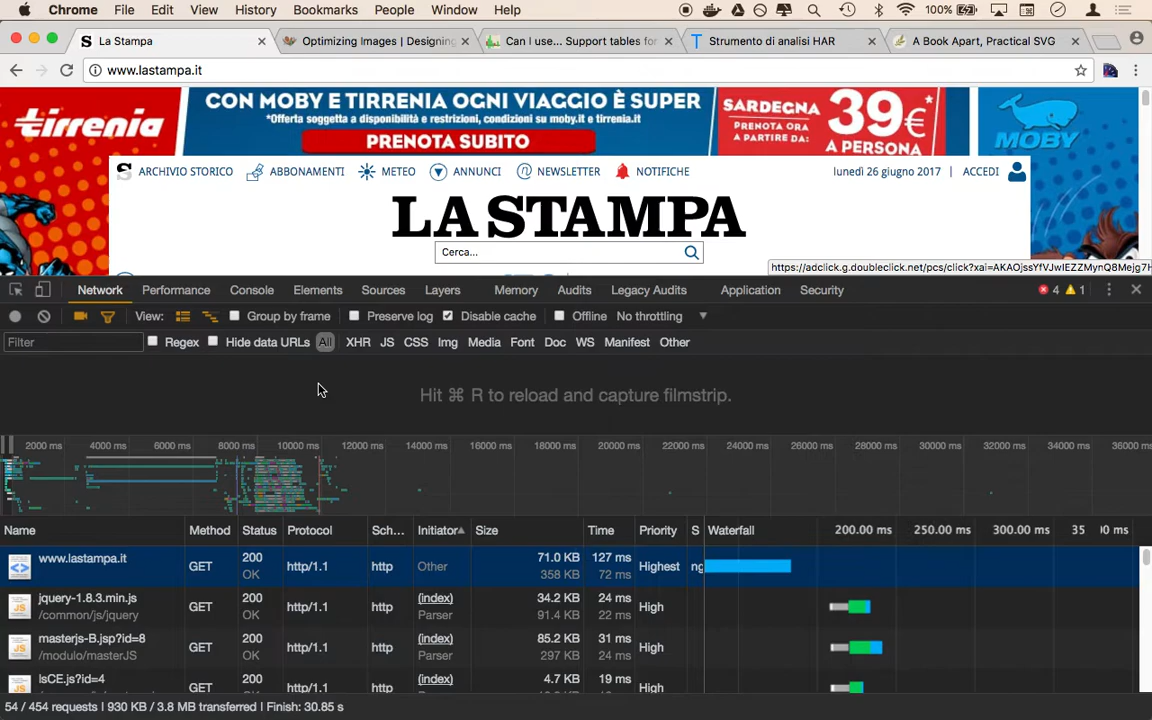 Chrome File Edit View History Bookmarks People Window Help 100%
S La Stampa × Optimizing Images | Designing × Can I use... Support tables for × T Strumento di analisi HAR × A Book Apart, Practical SVG ×
www.lastampa.it
tirrenia
CON MOBY E TIRRENIA OGNI VIAGGIO È SUPER
*Offerta soggetta a disponibilità e restrizioni, condizioni su moby.it e tirrenia.it
PRENOTA SUBITO
SARDEGNA
PRENOTA ORA
A PARTIRE DA
39€*
A PERSONA
MOBY
S ARCHIVIO STORICO ABBONAMENTI METEO ANNUNCI NEWSLETTER NOTIFICHE lunedì 26 giugno 2017 | ACCEDI
LA STAMPA
Cerca...
Network Performance Console Elements Sources Layers Memory Audits Legacy Audits Application Security 4 1
View: Group by frame Preserve log Disable cache Offline No throttling
Filter Regex Hide data URLs All XHR JS CSS Img Media Font Doc WS Manifest Other
Hit ⌘ R to reload and capture filmstrip.
2000 ms 4000 ms 6000 ms 8000 ms 10000 ms 12000 ms 14000 ms 16000 ms 18000 ms 20000 ms 22000 ms 24000 ms 26000 ms 28000 ms 30000 ms 32000 ms 34000 ms 36000 ms
Name Method Status Protocol Sch... Initiator Size Time Priority S Waterfall 200.00 ms 250.00 ms 300.00 ms 35 00 ms
www.lastampa.it GET 200 OK http/1.1 http Other 71.0 KB 358 KB 127 ms 72 ms Highest ng
jquery-1.8.3.min.js /common/js/jquery GET 200 OK http/1.1 http (index) Parser 34.2 KB 91.4 KB 24 ms 22 ms High
masterjs-B.jsp?id=8 /modulo/masterJS GET 200 OK http/1.1 http (index) Parser 85.2 KB 297 KB 31 ms 24 ms High
lsCE.js?id=4 GET 200 http/1.1 http (index) 4.7 KB 19 ms High
54 / 454 requests | 930 KB / 3.8 MB transferred | Finish: 30.85 s